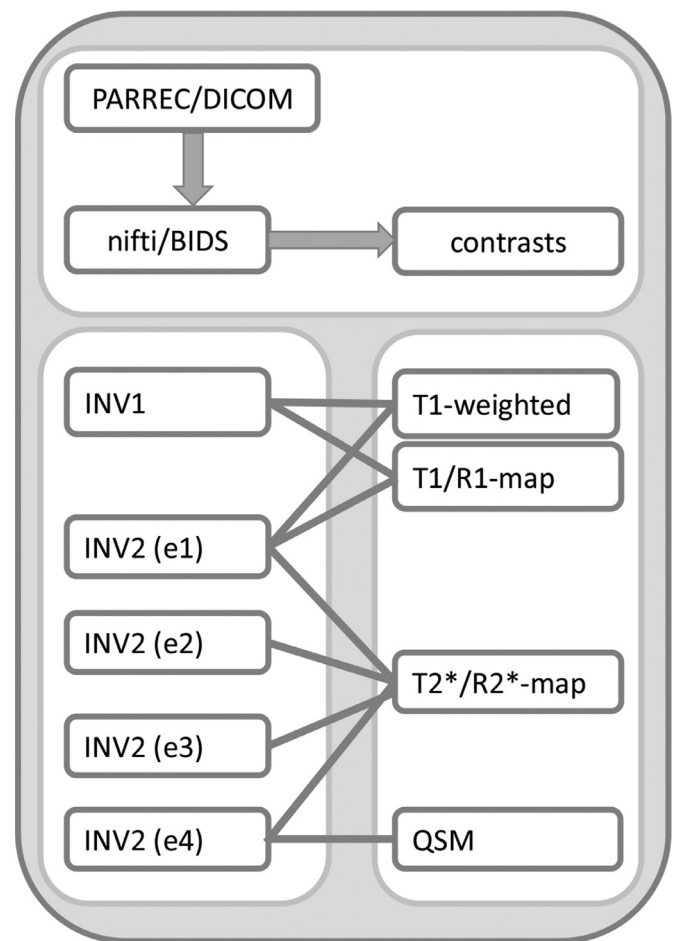 PARREC/DICOM
nifti/BIDS
contrasts
INV1
T1-weighted
T1/R1-map
INV2 (e1)
INV2 (e2)
T2*/R2*-map
INV2 (e3)
INV2 (e4)
QSM